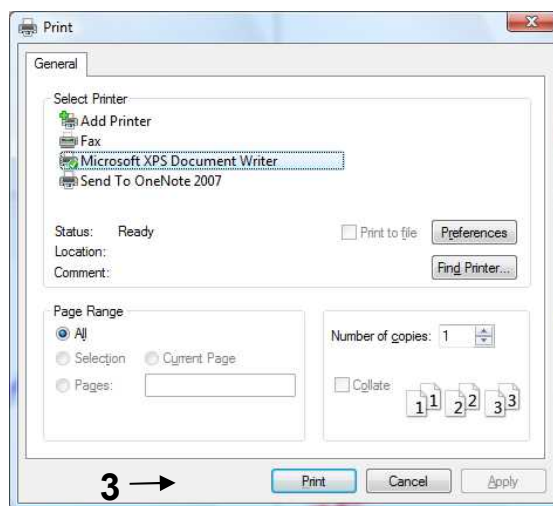 Print
General
Select Printer
Add Printer
Fax
Microsoft XPS Document Writer
Send To OneNote 2007
Status: Ready Print to file Preferences
Location:
Comment: Find Printer...
Page Range
All
Number of copies: 1
Selection Current Page
Pages:
Collate
1 1 2 2 3 3
3 Print Cancel Apply